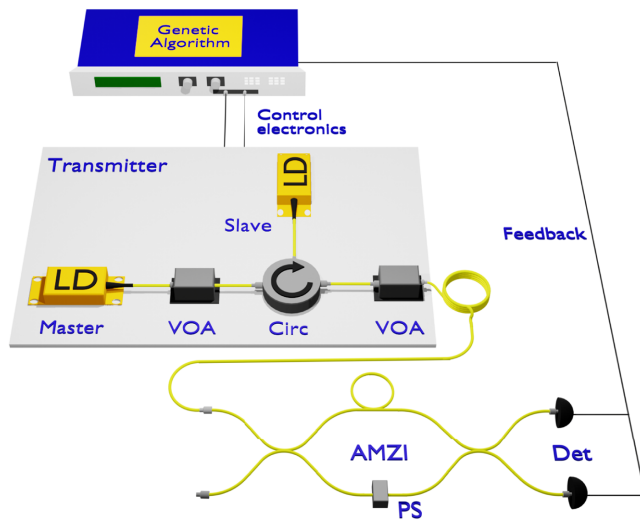 Genetic
Algorithm
Control
electronics
Transmitter
LD
Slave
Feedback
LD
Master
VOA
Circ
VOA
AMZI
Det
PS